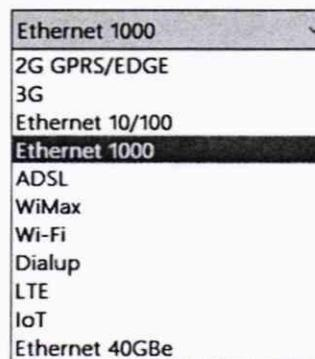 Ethernet 1000
2G GPRS/EDGE
3G
Ethernet 10/100
Ethernet 1000
ADSL
WiMax
Wi-Fi
Dialup
LTE
IoT
Ethernet 40GBe